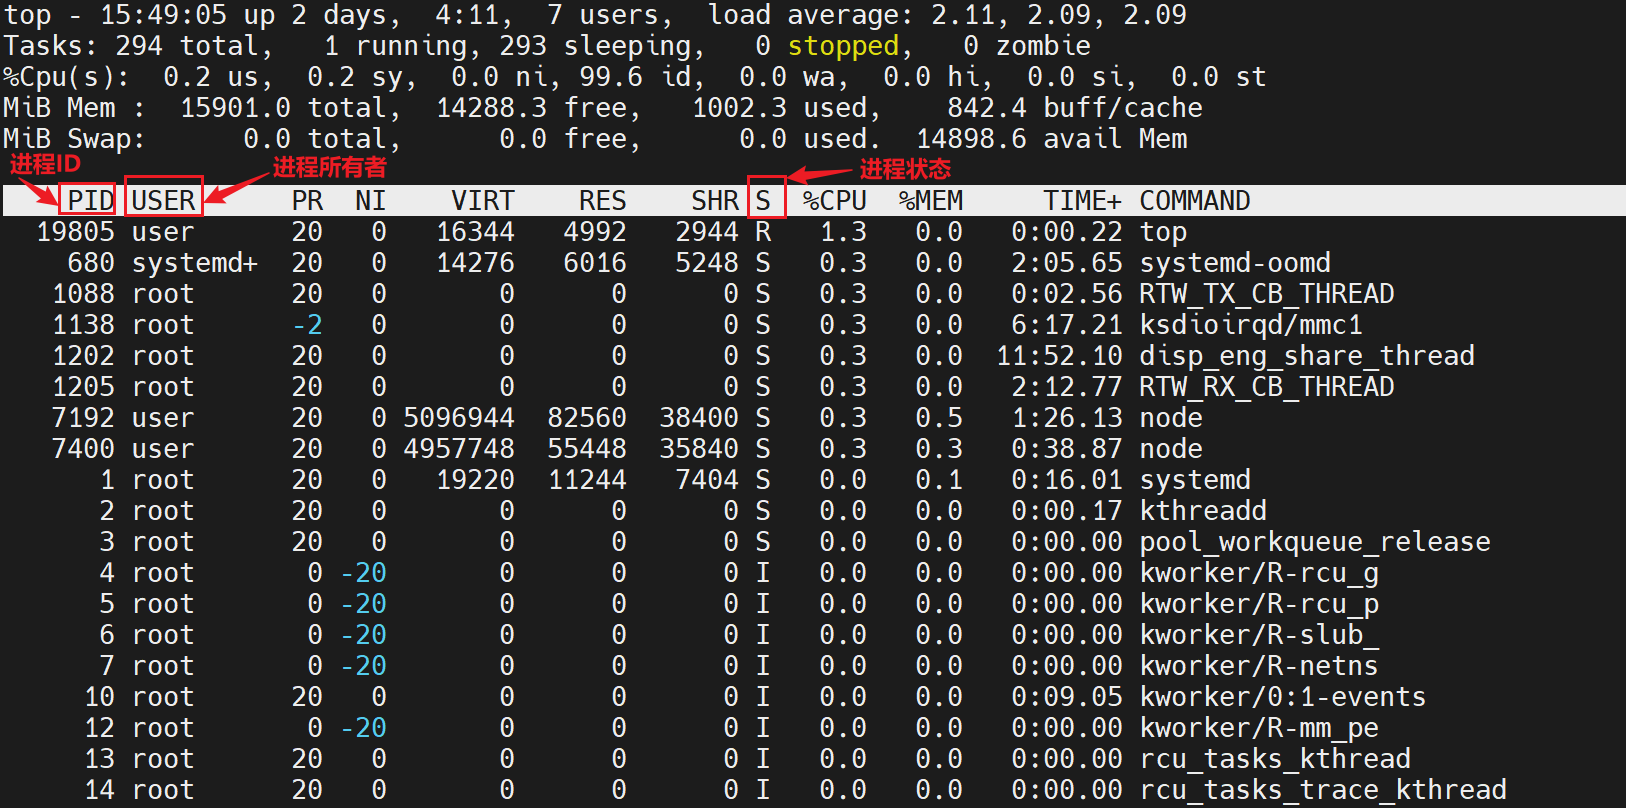 top - 15:49:05 up 2 days,  4:11,  7 users,  load average: 2.11, 2.09, 2.09
Tasks: 294 total,   1 running, 293 sleeping,   0 stopped,   0 zombie
%Cpu(s):  0.2 us,  0.2 sy,  0.0 ni, 99.6 id,  0.0 wa,  0.0 hi,  0.0 si,  0.0 st
MiB Mem :  15901.0 total,  14288.3 free,   1002.3 used,    842.4 buff/cache
MiB Swap:      0.0 total,      0.0 free,      0.0 used.  14898.6 avail Mem
进程ID 进程所有者 进程状态
PID USER      PR  NI    VIRT    RES    SHR S  %CPU  %MEM     TIME+ COMMAND
19805 user      20   0   16344   4992   2944 R   1.3   0.0   0:00.22 top
680 systemd+  20   0   14276   6016   5248 S   0.3   0.0   2:05.65 systemd-oomd
1088 root      20   0       0      0      0 S   0.3   0.0   0:02.56 RTW_TX_CB_THREAD
1138 root      -2   0       0      0      0 S   0.3   0.0   6:17.21 ksdioirqd/mmc1
1202 root      20   0       0      0      0 S   0.3   0.0  11:52.10 disp_eng_share_thread
1205 root      20   0       0      0      0 S   0.3   0.0   2:12.77 RTW_RX_CB_THREAD
7192 user      20   0 5096944  82560  38400 S   0.3   0.5   1:26.13 node
7400 user      20   0 4957748  55448  35840 S   0.3   0.3   0:38.87 node
1 root      20   0   19220  11244   7404 S   0.0   0.1   0:16.01 systemd
2 root      20   0       0      0      0 S   0.0   0.0   0:00.17 kthreadd
3 root      20   0       0      0      0 S   0.0   0.0   0:00.00 pool_workqueue_release
4 root       0 -20       0      0      0 I   0.0   0.0   0:00.00 kworker/R-rcu_g
5 root       0 -20       0      0      0 I   0.0   0.0   0:00.00 kworker/R-rcu_p
6 root       0 -20       0      0      0 I   0.0   0.0   0:00.00 kworker/R-slub_
7 root       0 -20       0      0      0 I   0.0   0.0   0:00.00 kworker/R-netns
10 root      20   0       0      0      0 I   0.0   0.0   0:09.05 kworker/0:1-events
12 root       0 -20       0      0      0 I   0.0   0.0   0:00.00 kworker/R-mm_pe
13 root      20   0       0      0      0 I   0.0   0.0   0:00.00 rcu_tasks_kthread
14 root      20   0       0      0      0 I   0.0   0.0   0:00.00 rcu_tasks_trace_kthread